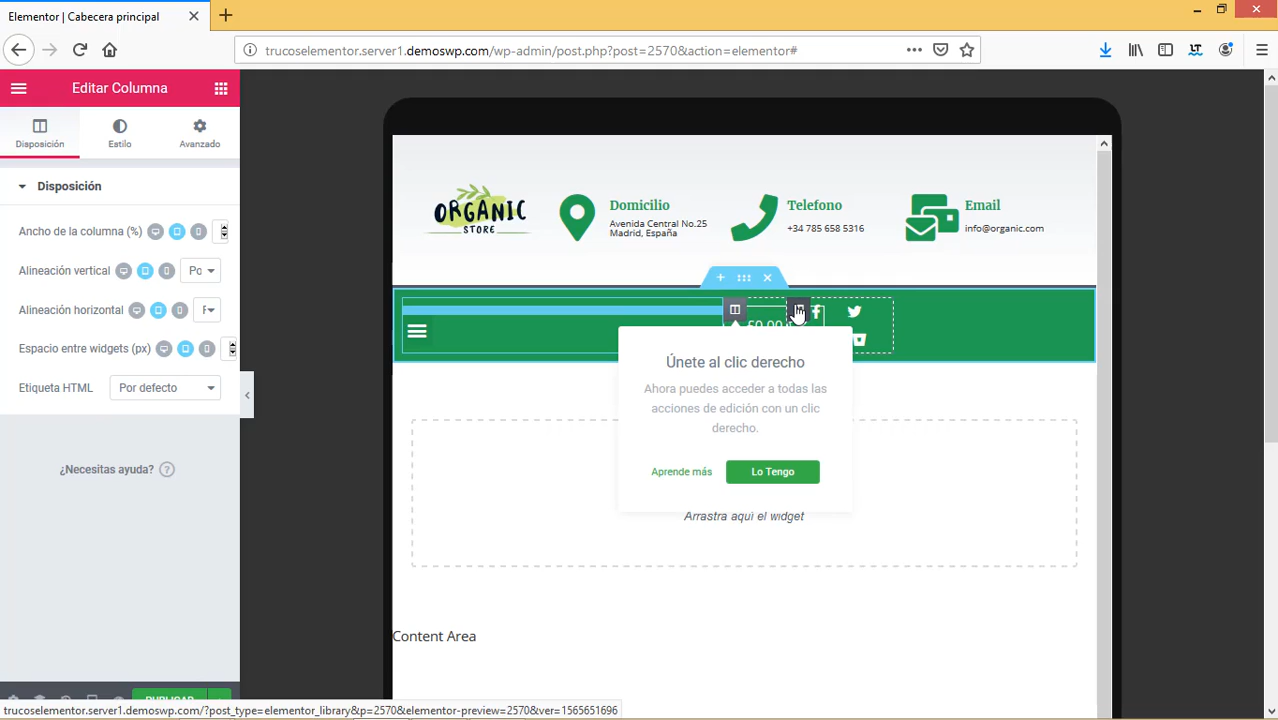 Elementor | Cabecera principal
trucoselementor.server1.demoswp.com/wp-admin/post.php?post=2570&action=elementor#
Editar Columna
Disposición
Estilo
Avanzado
Disposición
Ancho de la columna (%)
Alineación vertical
Alineación horizontal
Espacio entre widgets (px)
Etiqueta HTML
Por defecto
¿Necesitas ayuda?
ORGANIC
STORE
Domicilio
Avenida Central No.25
Madrid, España
Telefono
+34 785 658 5316
Email
info@organic.com
Únete al clic derecho
Ahora puedes acceder a todas las
acciones de edición con un clic
derecho.
Aprende más
Lo Tengo
Arrastra aquí el widget
Content Area
PUBLICAR
trucoselementor.server1.demoswp.com/?post_type=elementor_library&p=2570&elementor-preview=2570&ver=1565651696